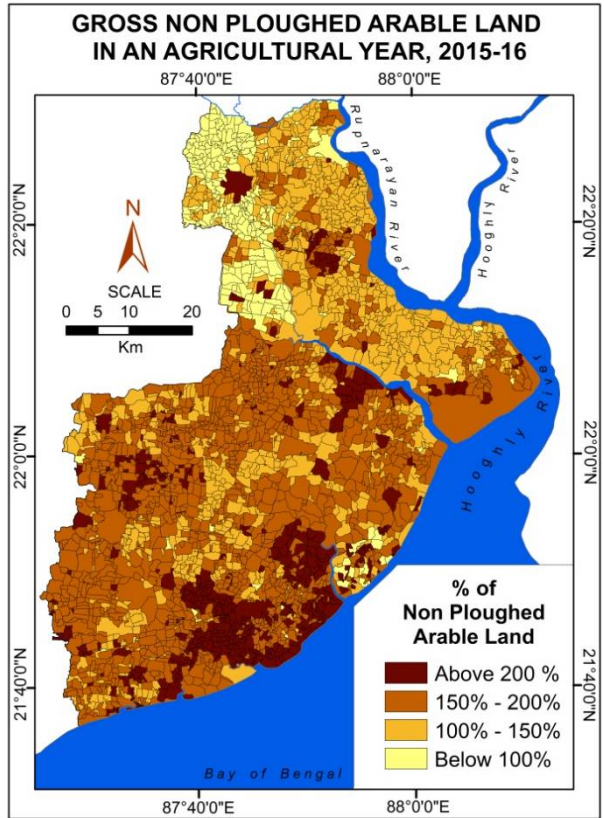 GROSS NON PLOUGHED ARABLE LAND
IN AN AGRICULTURAL YEAR, 2015-16
87°40'0"E
88°0'0"E
Rupnarayan River
Hooghly River
22°20'0"N
22°20'0"N
N
SCALE
0 5 10 20
Km
22°0'0"N
22°0'0"N
Hooghly River
21°40'0"N
21°40'0"N
% of
Non Ploughed
Arable Land
Above 200 %
150% - 200%
100% - 150%
Below 100%
Bay of Bengal
87°40'0"E
88°0'0"E